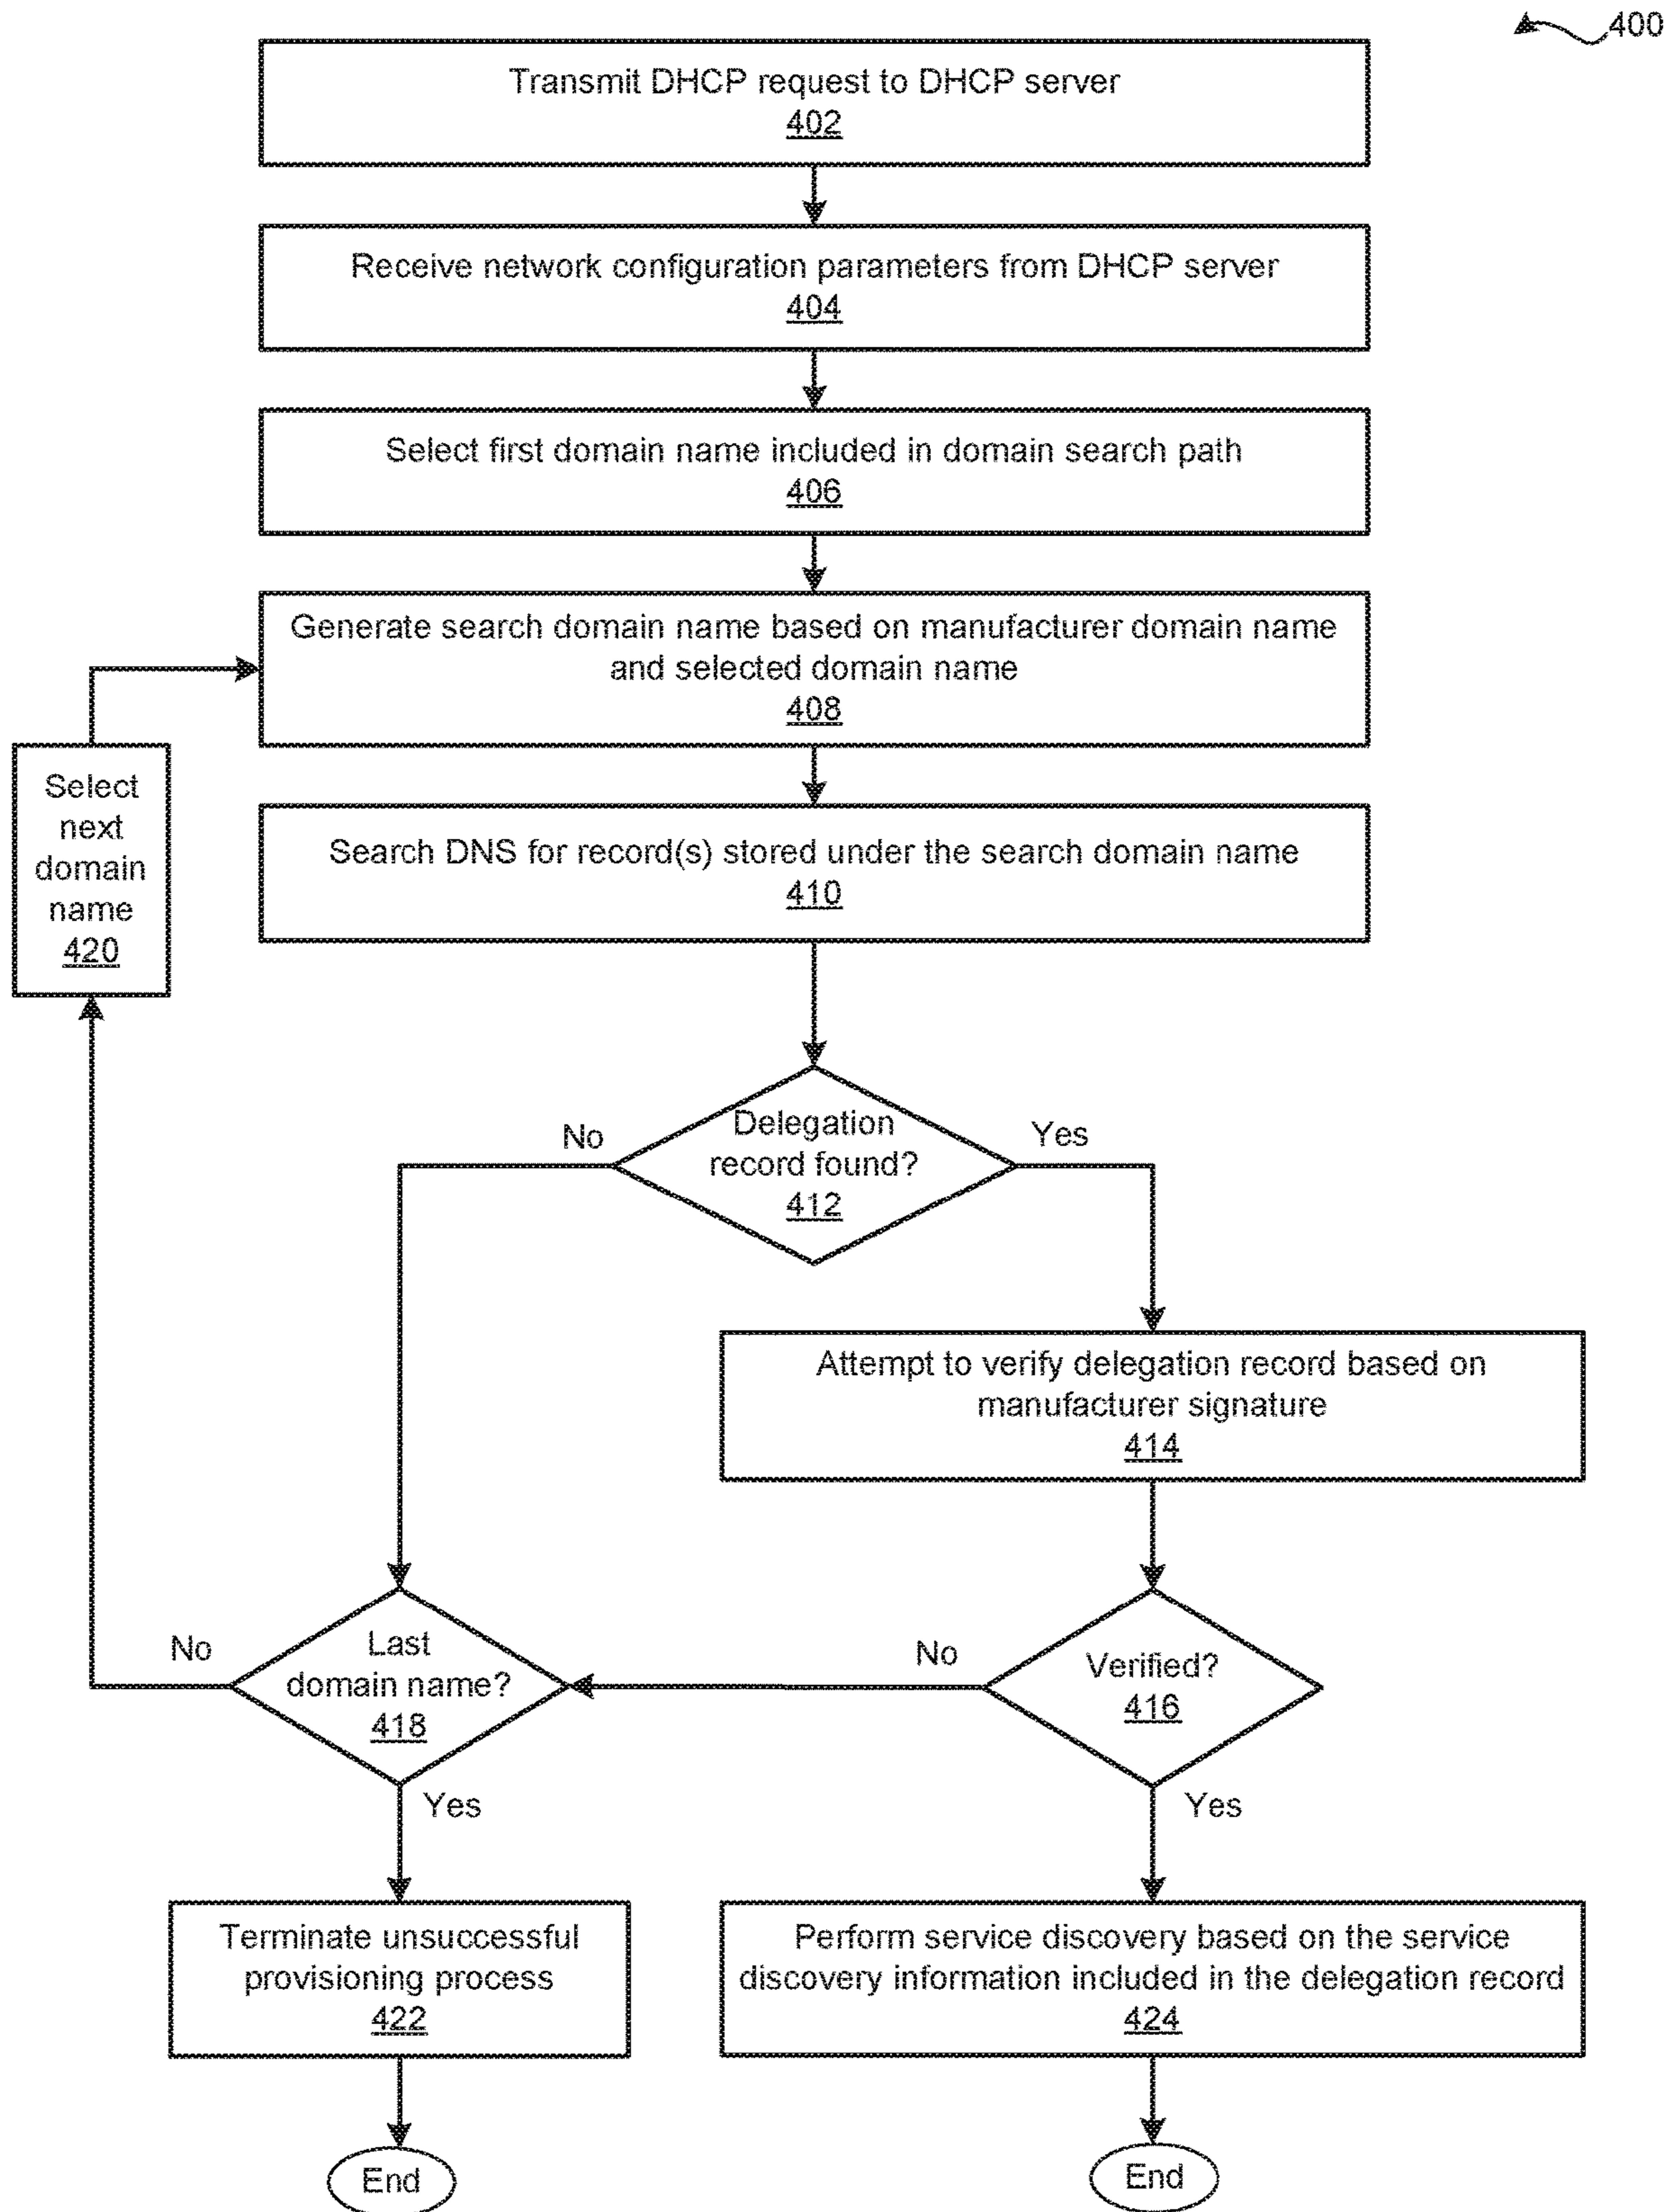 400
Transmit DHCP request to DHCP server
402
Receive network configuration parameters from DHCP server
404
Select first domain name included in domain search path
406
Generate search domain name based on manufacturer domain name
and selected domain name
408
Select
next
domain
name
420
Search DNS for record(s) stored under the search domain name
410
No
Delegation
record found?
412
Yes
Attempt to verify delegation record based on
manufacturer signature
414
No
Last
domain name?
418
No
Verified?
416
Yes
Yes
Terminate unsuccessful
provisioning process
422
Perform service discovery based on the service
discovery information included in the delegation record
424
End
End